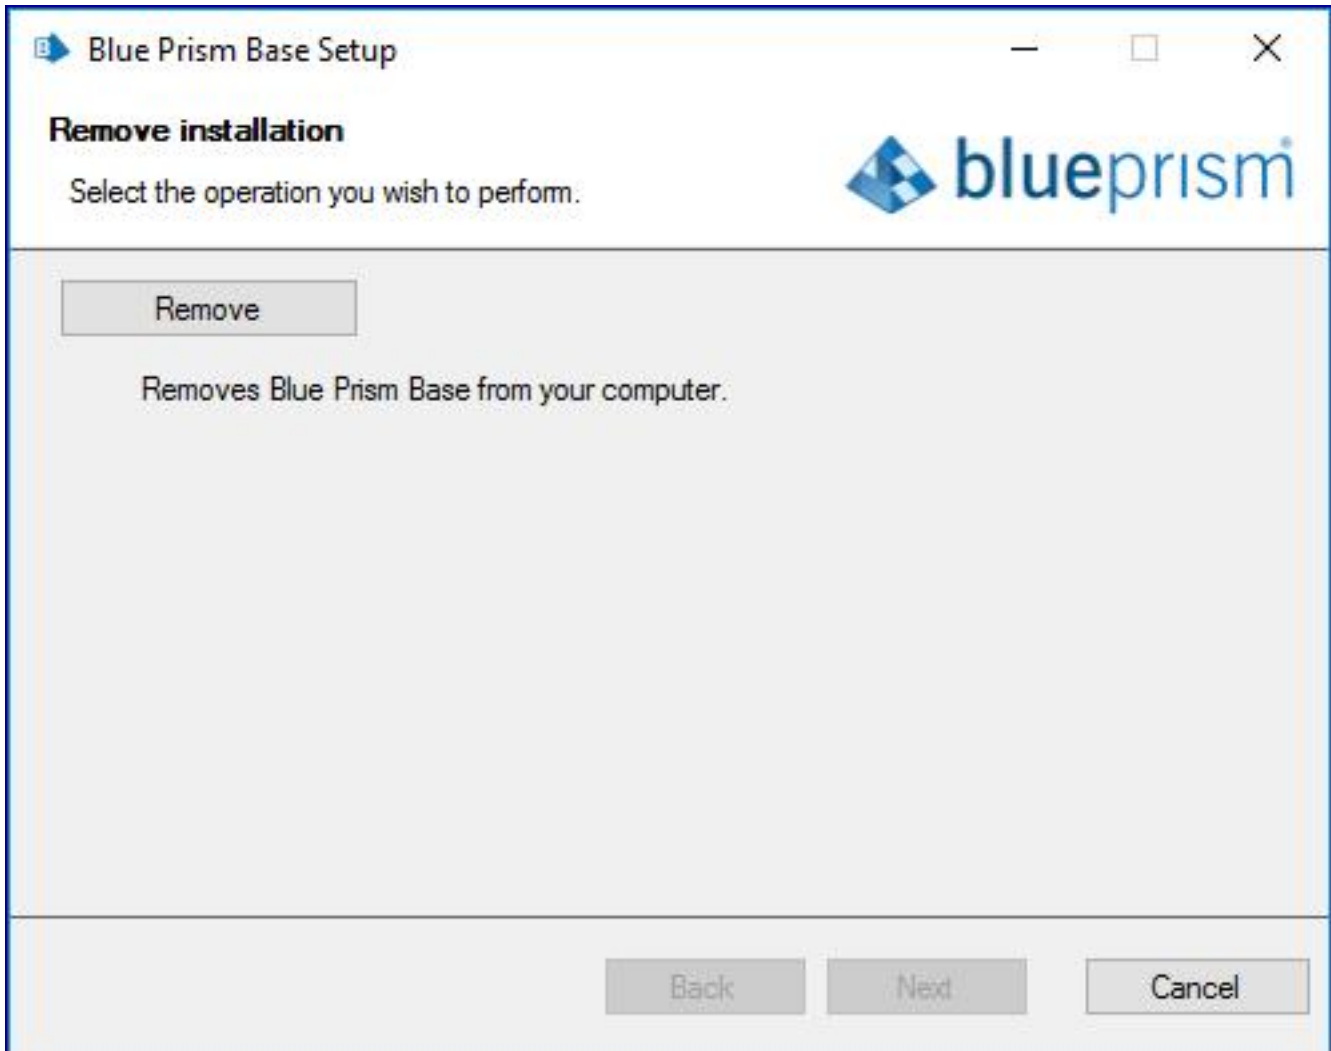 Blue Prism Base Setup
Remove installation
Select the operation you wish to perform.
blueprism®
Remove
Removes Blue Prism Base from your computer.
Back
Next
Cancel